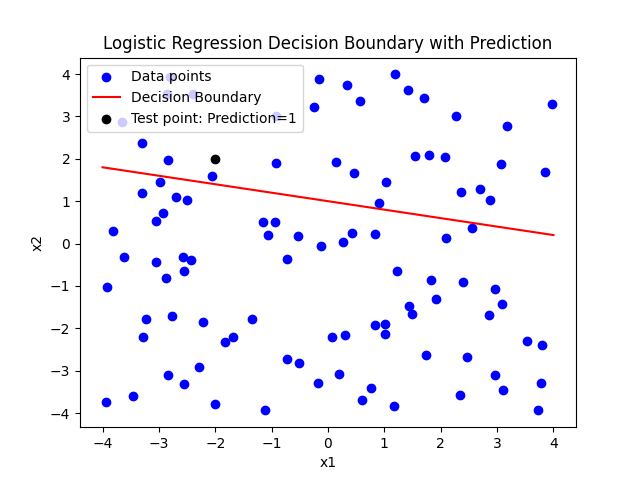 Logistic Regression Decision Boundary with Prediction
Data points
Decision Boundary
Test point: Prediction=1
4
3
2
1
0
−1
−2
−3
−4
x2
−4 −3 −2 −1 0 1 2 3 4
x1